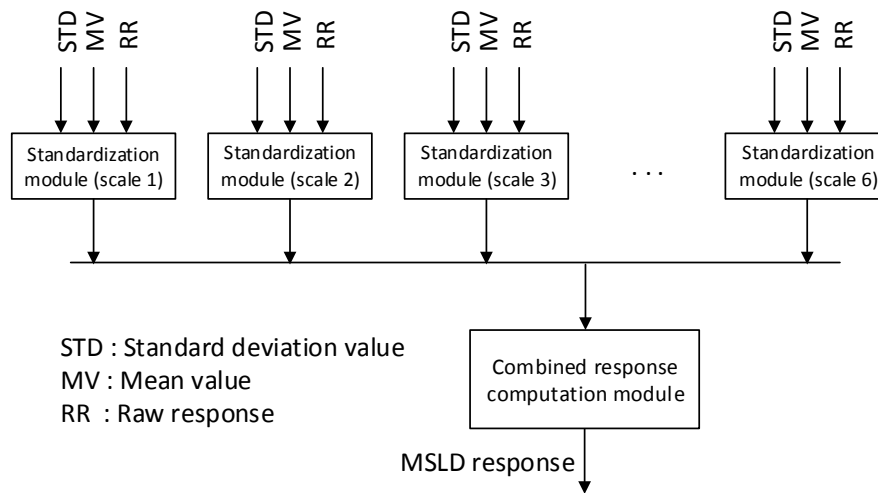 STD MV RR
STD MV RR
STD MV RR
STD MV RR
Standardization
module (scale 1)
Standardization
module (scale 2)
Standardization
module (scale 3)
. . .
Standardization
module (scale 6)
STD : Standard deviation value
MV : Mean value
RR : Raw response
Combined response
computation module
MSLD response